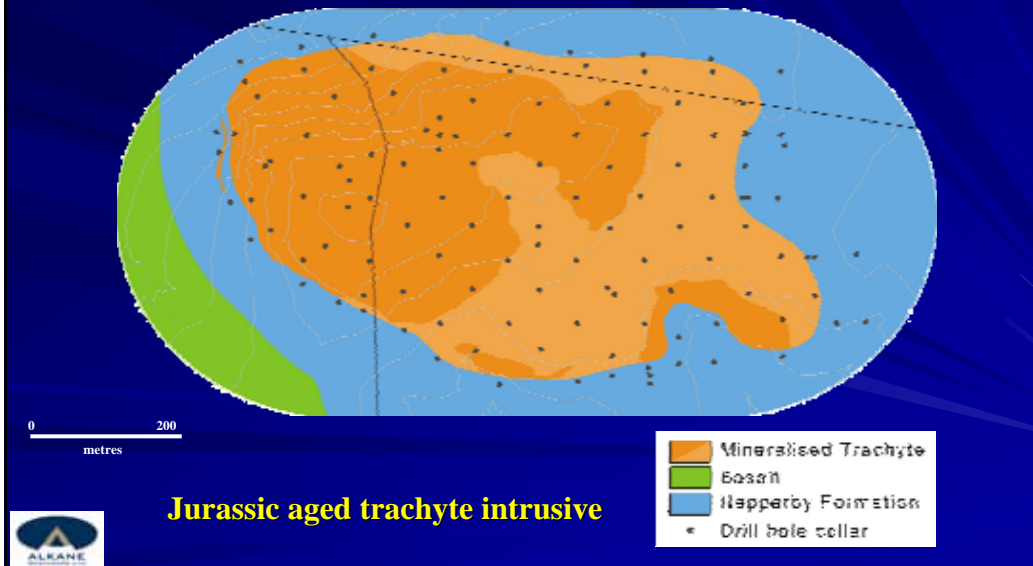 0 200
metres
Mineralised Trachyte
Basalt
Napperby Formation
Drill hole collar
Jurassic aged trachyte intrusive
ALKANE